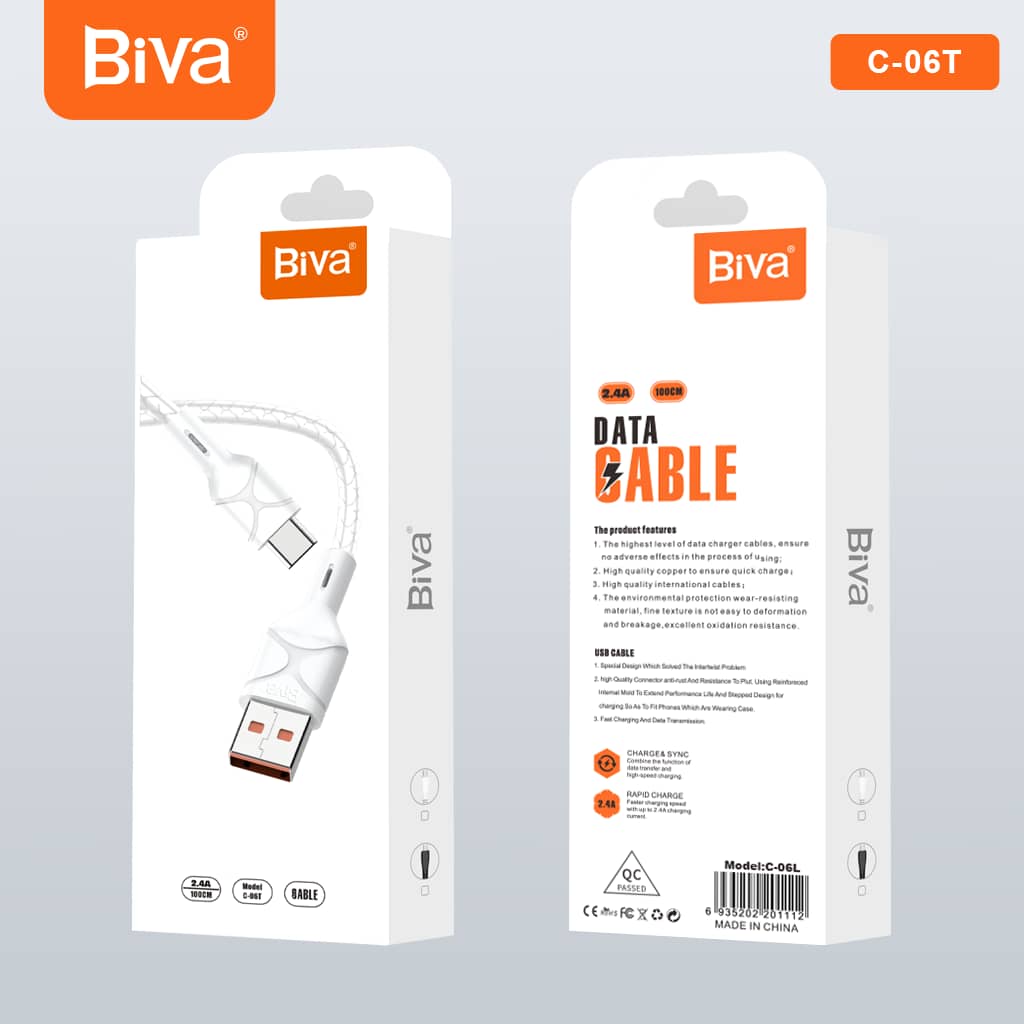 BiVa®
C-06T
BiVa®
BiVa
2.4A
100CM
Model
C-06T
CABLE
BiVa®
BiVa®
2.4A
100CM
DATA
CABLE
The product features
1. The highest level of data charger cables, ensure
no adverse effects in the process of using;
2. High quality copper to ensure quick charge;
3. High quality international cables;
4. The environmental protection wear-resisting
material, fine texture is not easy to deformation
and breakage,excellent oxidation resistance.
USB CABLE
1. Special Design Which Solved The Intertwist Problem
2. high Quality Connector anti-rust And Resistance To Plut. Using Reinforeced
Internal Mold To Extend Performance Life And Stepped Design for
charging So As To Fit Phones Which Are Wearing Case.
3. Fast Charging And Data Transmission.
CHARGE& SYNC
Combine the function of
data transfer and
high-speed charging.
2.4A
RAPID CHARGE
Faster charging speed
with up to 2.4A charging
current.
QC
PASSED
CE RoHS FC
Model:C-06L
6 935202 201112
MADE IN CHINA
BiVa®